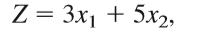 Z = 3x₁ + 5x₂,